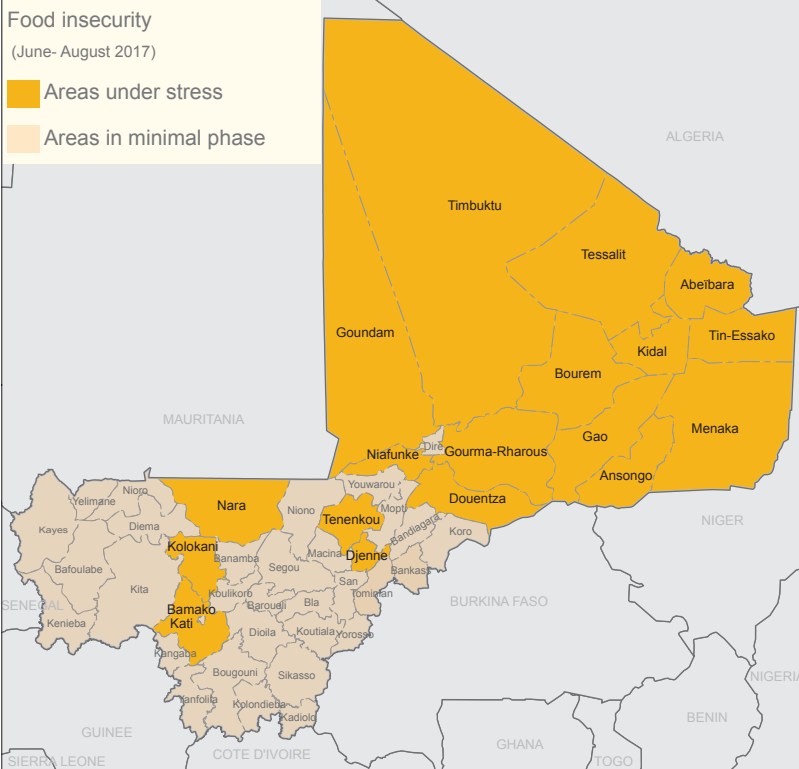 Food insecurity
(June- August 2017)
Areas under stress
Areas in minimal phase
ALGERIA
Timbuktu
Tessalit
Abeïbara
Goundam
Tin-Essako
Kidal
Bourem
MAURITANIA
Menaka
Gao
Diré
Niafunke
Gourma-Rharous
Ansongo
Youwarou
Nioro
Yelimane
Douentza
Nara
Niono
Mopti
Tenenkou
NIGER
Kayes
Diema
Bandiagara
Koro
Kolokani
Macina
Djenne
Banamba
Bafoulabe
Segou
Bankass
Kita
San
Koulikoro
Tominian
SENEGAL
Bamako
Barouali
Bla
BURKINA FASO
Kati
Kenieba
Dioila
Koutiala
Yorosso
Kangaba
Bougouni
Sikasso
NIGERIA
Yanfolila
Kolondieba
Kadiolo
BENIN
GUINEE
GHANA
COTE D'IVOIRE
SIERRA LEONE
TOGO